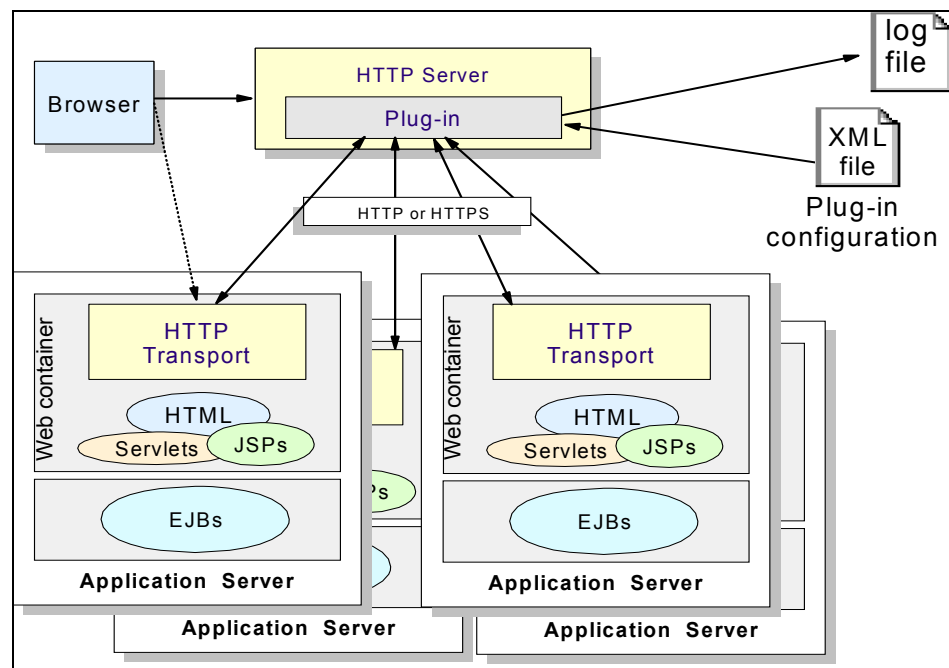 log
file
HTTP Server
Browser
Plug-in
XML
file
Plug-in
configuration
HTTP or HTTPS
Web container
HTTP
Transport
HTML
Servlets
JSPs
EJBs
Application Server
Ps
Web container
HTTP
Transport
HTML
Servlets
JSPs
EJBs
Application Server
Application Server
Application Server